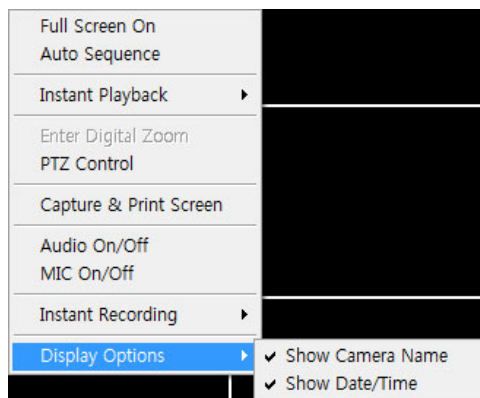 Full Screen On
Auto Sequence
Instant Playback
Enter Digital Zoom
PTZ Control
Capture & Print Screen
Audio On/Off
MIC On/Off
Instant Recording
Display Options
Show Camera Name
Show Date/Time